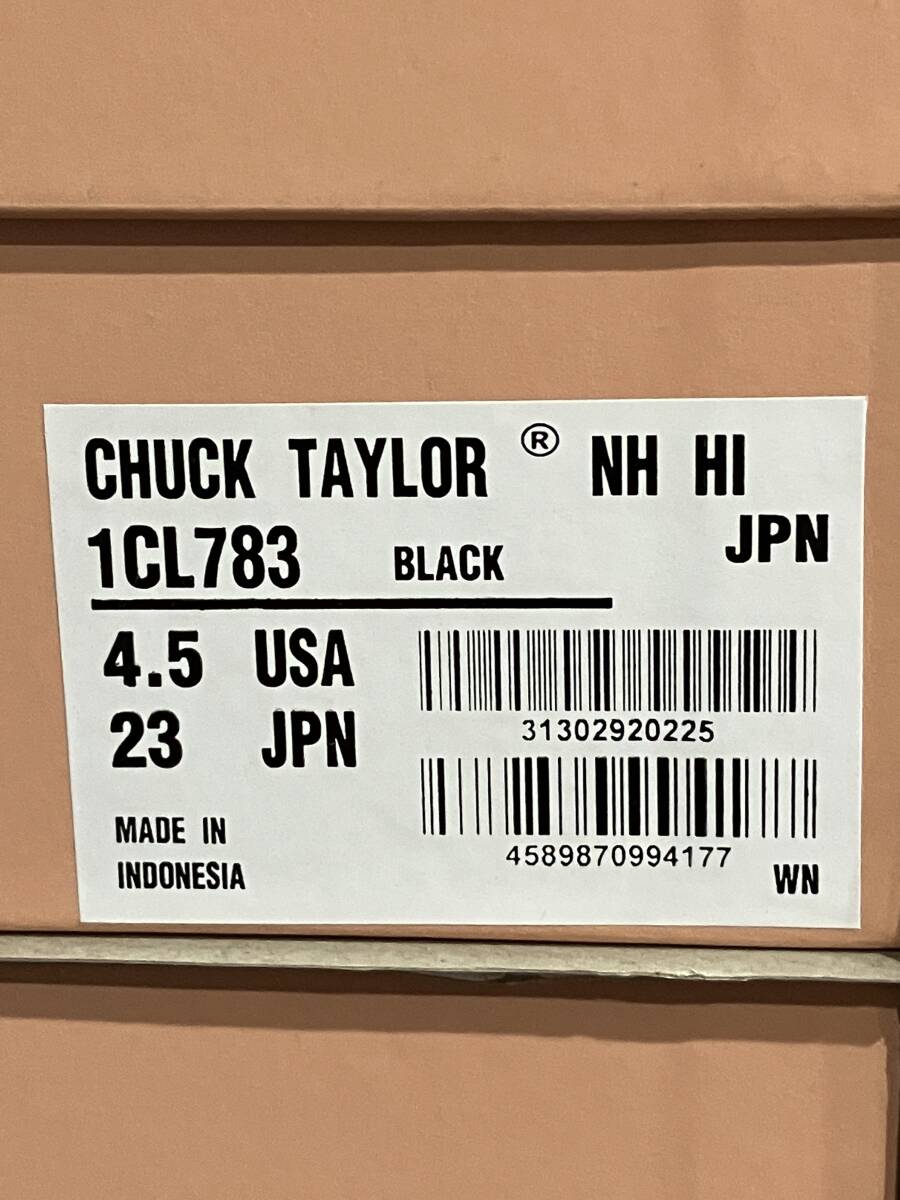 CHUCK TAYLOR ® NH HI
1CL783 BLACK JPN
4.5 USA
23 JPN
31302920225
4589870994177
MADE IN
INDONESIA
WN